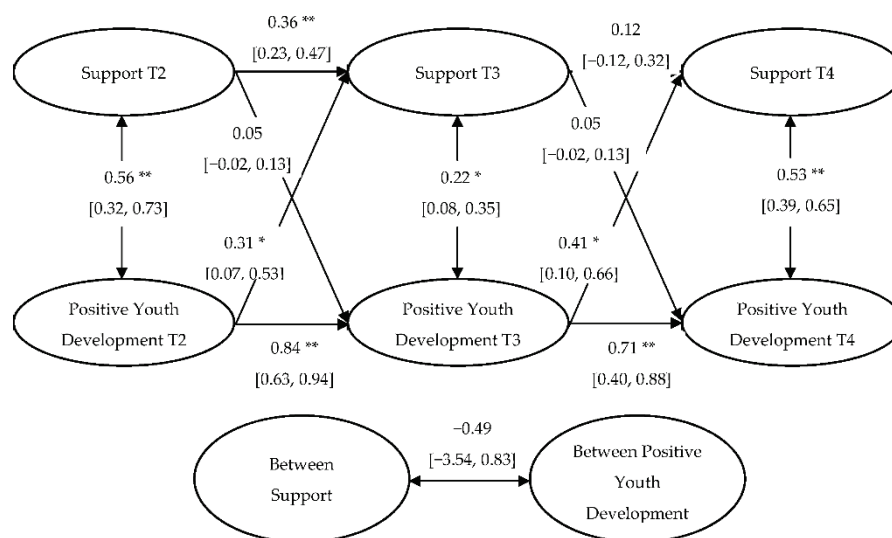 0.36 **
[0.23, 0.47]
0.12
[−0.12, 0.32]
Support T2
Support T3
Support T4
0.05
[−0.02, 0.13]
0.05
[−0.02, 0.13]
0.56 **
[0.32, 0.73]
0.22 *
[0.08, 0.35]
0.53 **
[0.39, 0.65]
0.31 *
[0.07, 0.53]
0.41 *
[0.10, 0.66]
Positive Youth
Development T2
Positive Youth
Development T3
Positive Youth
Development T4
0.84 **
[0.63, 0.94]
0.71 **
[0.40, 0.88]
−0.49
[−3.54, 0.83]
Between
Support
Between Positive
Youth
Development